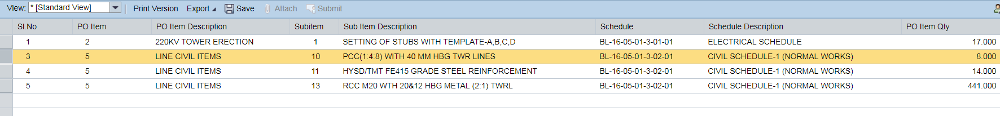 View: * [Standard View] Print Version Export Save Attach Submit
Sl.No PO Item PO Item Description Subitem Sub Item Description Schedule Schedule Description PO Item Qty
1 2 220KV TOWER ERECTION 1 SETTING OF STUBS WITH TEMPLATE-A,B,C,D BL-16-05-01-3-01-01 ELECTRICAL SCHEDULE 17.000
3 5 LINE CIVIL ITEMS 10 PCC(1:4:8) WITH 40 MM HBG TWR LINES BL-16-05-01-3-02-01 CIVIL SCHEDULE-1 (NORMAL WORKS) 8.000
4 5 LINE CIVIL ITEMS 11 HYSD/TMT FE415 GRADE STEEL REINFORCEMENT BL-16-05-01-3-02-01 CIVIL SCHEDULE-1 (NORMAL WORKS) 14.000
5 5 LINE CIVIL ITEMS 13 RCC M20 WTH 20&12 HBG METAL (2:1) TWRL BL-16-05-01-3-02-01 CIVIL SCHEDULE-1 (NORMAL WORKS) 441.000